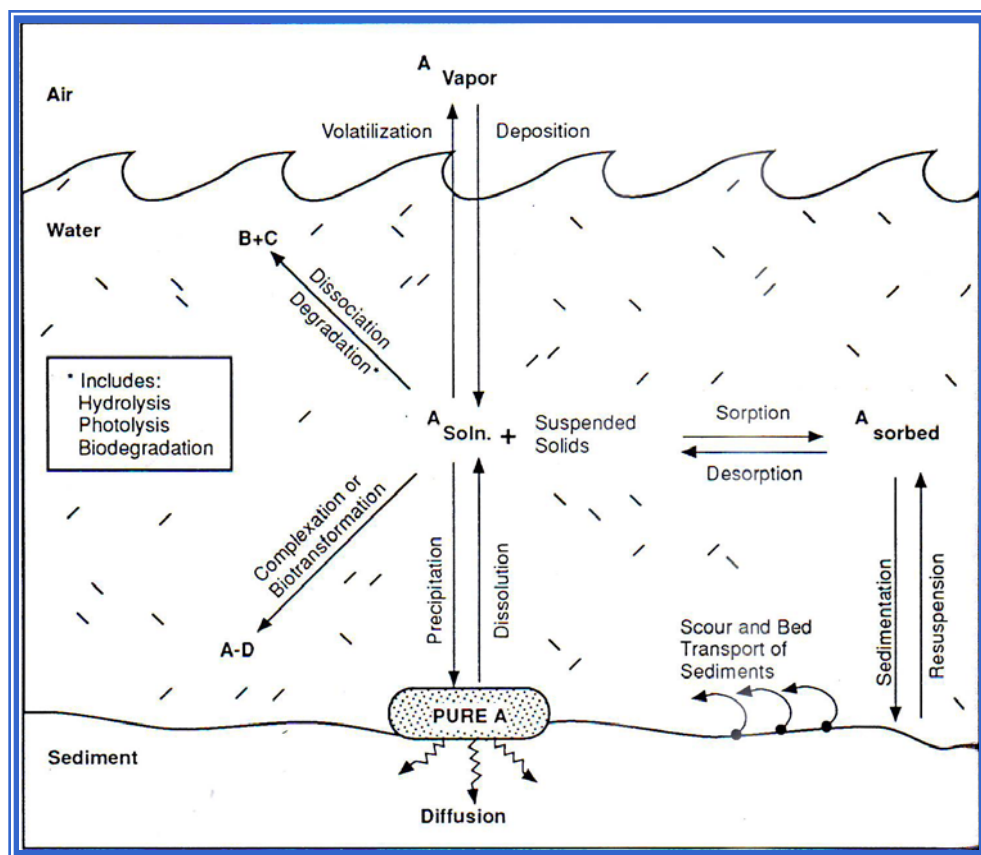 A Vapor
Air
Volatilization
Deposition
Water
B+C
Dissociation
Degradation*
* Includes:
Hydrolysis
Photolysis
Biodegradation
A Soln. + Suspended
Solids
Sorption
Desorption
A sorbed
Complexation or
Biotransformation
A-D
Precipitation
Dissolution
Scour and Bed
Transport of
Sediments
Sedimentation
Resuspension
PURE A
Sediment
Diffusion